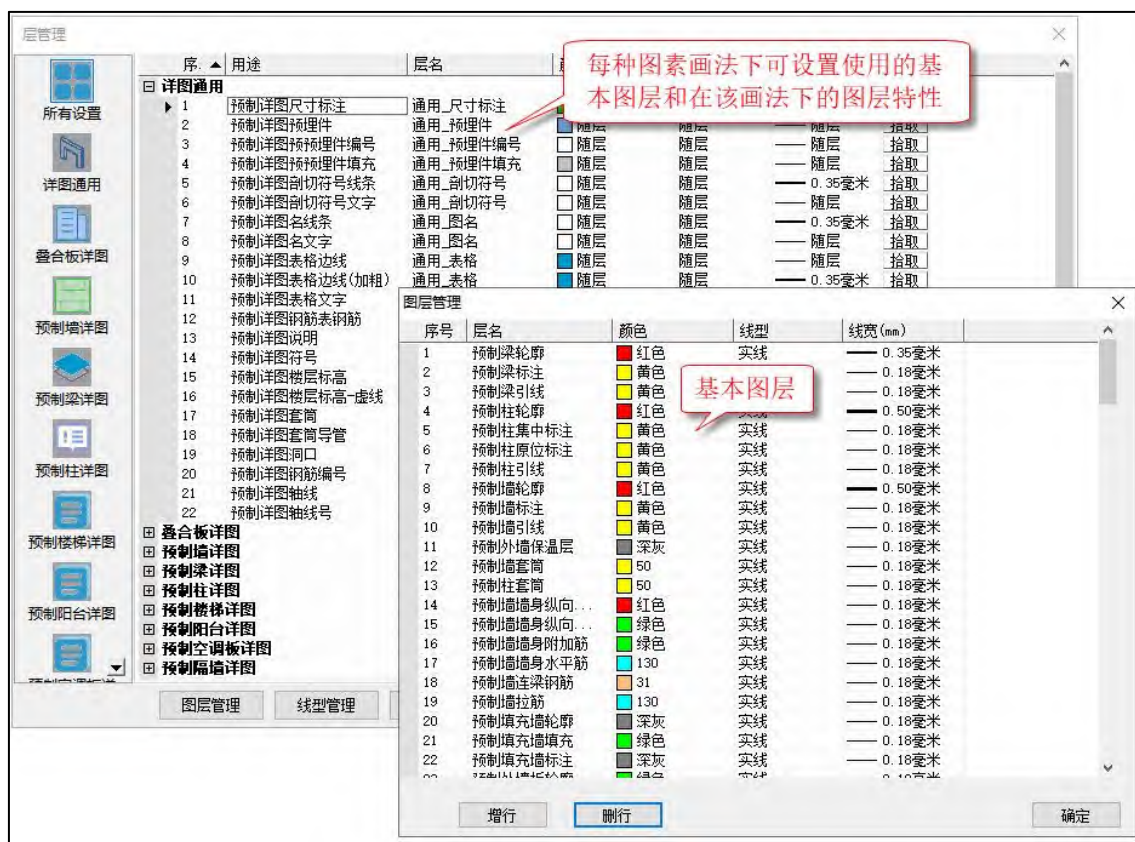 层管理
序. 用途 层名
每种图素画法下可设置使用的基
本图层和在该画法下的图层特性
所有设置
详图通用
叠合板详图
预制墙详图
预制梁详图
预制柱详图
预制楼梯详图
预制阳台详图
详图通用
1 预制详图尺寸标注 通用_尺寸标注
2 预制详图预埋件 通用_预埋件 随层 随层 随层 拾取
3 预制详图预预埋件编号 通用_预埋件编号 随层 随层 随层 拾取
4 预制详图预预埋件填充 通用_预埋件填充 随层 随层 随层 拾取
5 预制详图剖切符号线条 通用_剖切符号 随层 随层 0.35毫米 拾取
6 预制详图剖切符号文字 通用_剖切符号 随层 随层 随层 拾取
7 预制详图名线条 通用_图名 随层 随层 0.35毫米 拾取
8 预制详图名文字 通用_图名 随层 随层 随层 拾取
9 预制详图表格边线 通用_表格 随层 随层 随层 拾取
10 预制详图表格边线(加粗) 通用_表格 随层 随层 0.35毫米 拾取
11 预制详图表格文字
12 预制详图钢筋表钢筋
13 预制详图说明
14 预制详图符号
15 预制详图楼层标高
16 预制详图楼层标高-虚线
17 预制详图套筒
18 预制详图套筒导管
19 预制详图洞口
20 预制详图钢筋编号
21 预制详图轴线
22 预制详图轴线号
叠合板详图
预制墙详图
预制梁详图
预制柱详图
预制楼梯详图
预制阳台详图
预制空调板详图
预制隔墙详图
图层管理 线型管理
图层管理
序号 层名 颜色 线型 线宽(mm)
基本图层
1 预制梁轮廓 红色 实线 0.35毫米
2 预制梁标注 黄色 0.18毫米
3 预制梁引线 黄色 0.18毫米
4 预制柱轮廓 红色 实线 0.50毫米
5 预制柱集中标注 黄色 实线 0.18毫米
6 预制柱原位标注 黄色 实线 0.18毫米
7 预制柱引线 黄色 实线 0.18毫米
8 预制墙轮廓 红色 实线 0.50毫米
9 预制墙标注 黄色 实线 0.18毫米
10 预制墙引线 黄色 实线 0.18毫米
11 预制外墙保温层 深灰 实线 0.18毫米
12 预制墙套筒 50 实线 0.18毫米
13 预制柱套筒 50 实线 0.18毫米
14 预制墙墙身纵向... 红色 实线 0.18毫米
15 预制墙墙身纵向... 绿色 实线 0.18毫米
16 预制墙墙身附加筋 绿色 实线 0.18毫米
17 预制墙墙身水平筋 130 实线 0.18毫米
18 预制墙连梁钢筋 31 实线 0.18毫米
19 预制墙拉筋 130 实线 0.18毫米
20 预制填充墙轮廓 深灰 实线 0.18毫米
21 预制填充墙填充 绿色 实线 0.18毫米
22 预制填充墙标注 深灰 实线 0.18毫米
增行 删行 确定